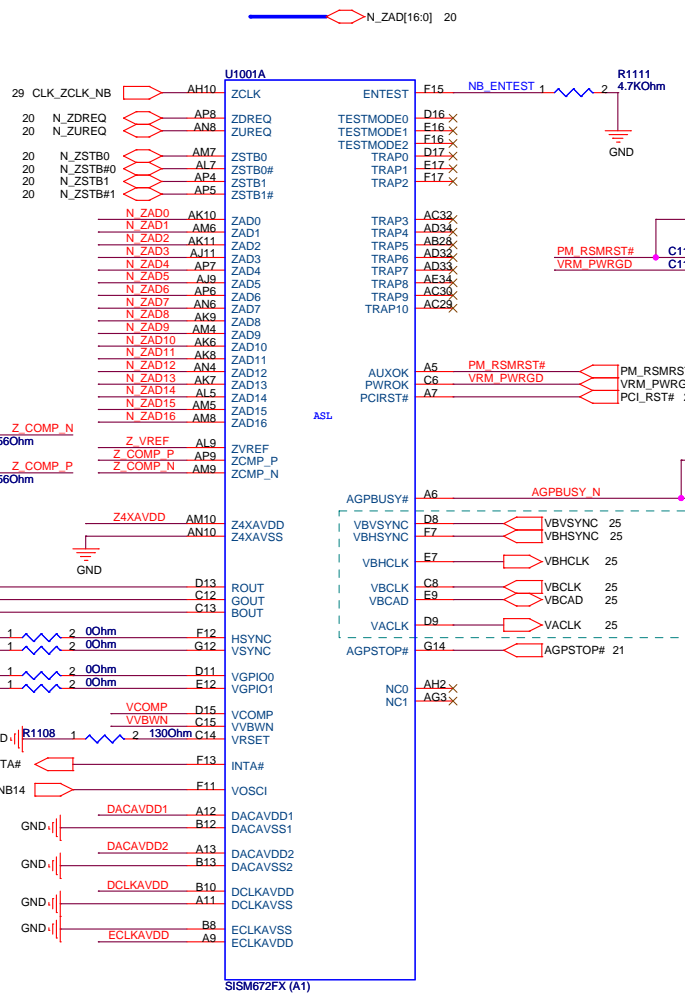 N_ZAD[16:0] 20
U1001A
29 CLK_ZCLK_NB AH10 ZCLK
ENTEST F15 NB_ENTEST 1 2 R1111 4.7KOhm
GND
20 N_ZDREQ AP8 ZDREQ
20 N_ZUREQ AN8 ZUREQ
TESTMODE0 D16
TESTMODE1 E16
TESTMODE2 F16
TRAP0 D17
TRAP1 E17
TRAP2 F17
20 N_ZSTB0 AM7 ZSTB0
20 N_ZSTB#0 AL7 ZSTB0#
20 N_ZSTB1 AP4 ZSTB1
20 N_ZSTB#1 AP5 ZSTB1#
N_ZAD0 AK10 ZAD0
N_ZAD1 AM6 ZAD1
N_ZAD2 AK11 ZAD2
N_ZAD3 AJ11 ZAD3
N_ZAD4 AP7 ZAD4
N_ZAD5 AJ9 ZAD5
N_ZAD6 AP6 ZAD6
N_ZAD7 AN6 ZAD7
N_ZAD8 AK9 ZAD8
N_ZAD9 AM4 ZAD9
N_ZAD10 AK6 ZAD10
N_ZAD11 AK8 ZAD11
N_ZAD12 AN4 ZAD12
N_ZAD13 AK7 ZAD13
N_ZAD14 AL5 ZAD14
N_ZAD15 AM5 ZAD15
N_ZAD16 AM8 ZAD16
TRAP3 AC32
TRAP4 AD34
TRAP5 AB28
TRAP6 AD32
TRAP7 AD33
TRAP8 AE34
TRAP9 AC30
TRAP10 AC29
PM_RSMRST# C11
VRM_PWRGD C11
AUXOK A5 PM_RSMRST# PM_RSMRS
PWROK C6 VRM_PWRGD VRM_PWRG
PCIRST# A7 PCI_RST#
ASL
Z_COMP_N
56Ohm
Z_COMP_P
56Ohm
Z_VREF AL9 ZVREF
Z_COMP_P AP9 ZCMP_P
Z_COMP_N AM9 ZCMP_N
AGPBUSY# A6 AGPBUSY_N
Z4XAVDD AM10 Z4XAVDD
AN10 Z4XAVSS
GND
VBVSYNC D8 VBVSYNC 25
VBHSYNC F7 VBHSYNC 25
VBHCLK E7 VBHCLK 25
VBCLK C8 VBCLK 25
VBCAD E9 VBCAD 25
VACLK D9 VACLK 25
AGPSTOP# G14 AGPSTOP# 21
D13 ROUT
C12 GOUT
C13 BOUT
1 2 0Ohm F12 HSYNC
1 2 0Ohm G12 VSYNC
1 2 0Ohm D11 VGPIO0
1 2 0Ohm E12 VGPIO1
NC0 AH2
NC1 AG3
VCOMP D15 VCOMP
VVBWN C15 VVBWN
D R1108 1 2 130Ohm C14 VRSET
TA# F13 INTA#
NB14 F11 VOSCI
DACAVDD1 A12 DACAVDD1
GND B12 DACAVSS1
DACAVDD2 A13 DACAVDD2
GND B13 DACAVSS2
DCLKAVDD B10 DCLKAVDD
GND A11 DCLKAVSS
GND B8 ECLKAVSS
ECLKAVDD A9 ECLKAVDD
SISM672FX (A1)